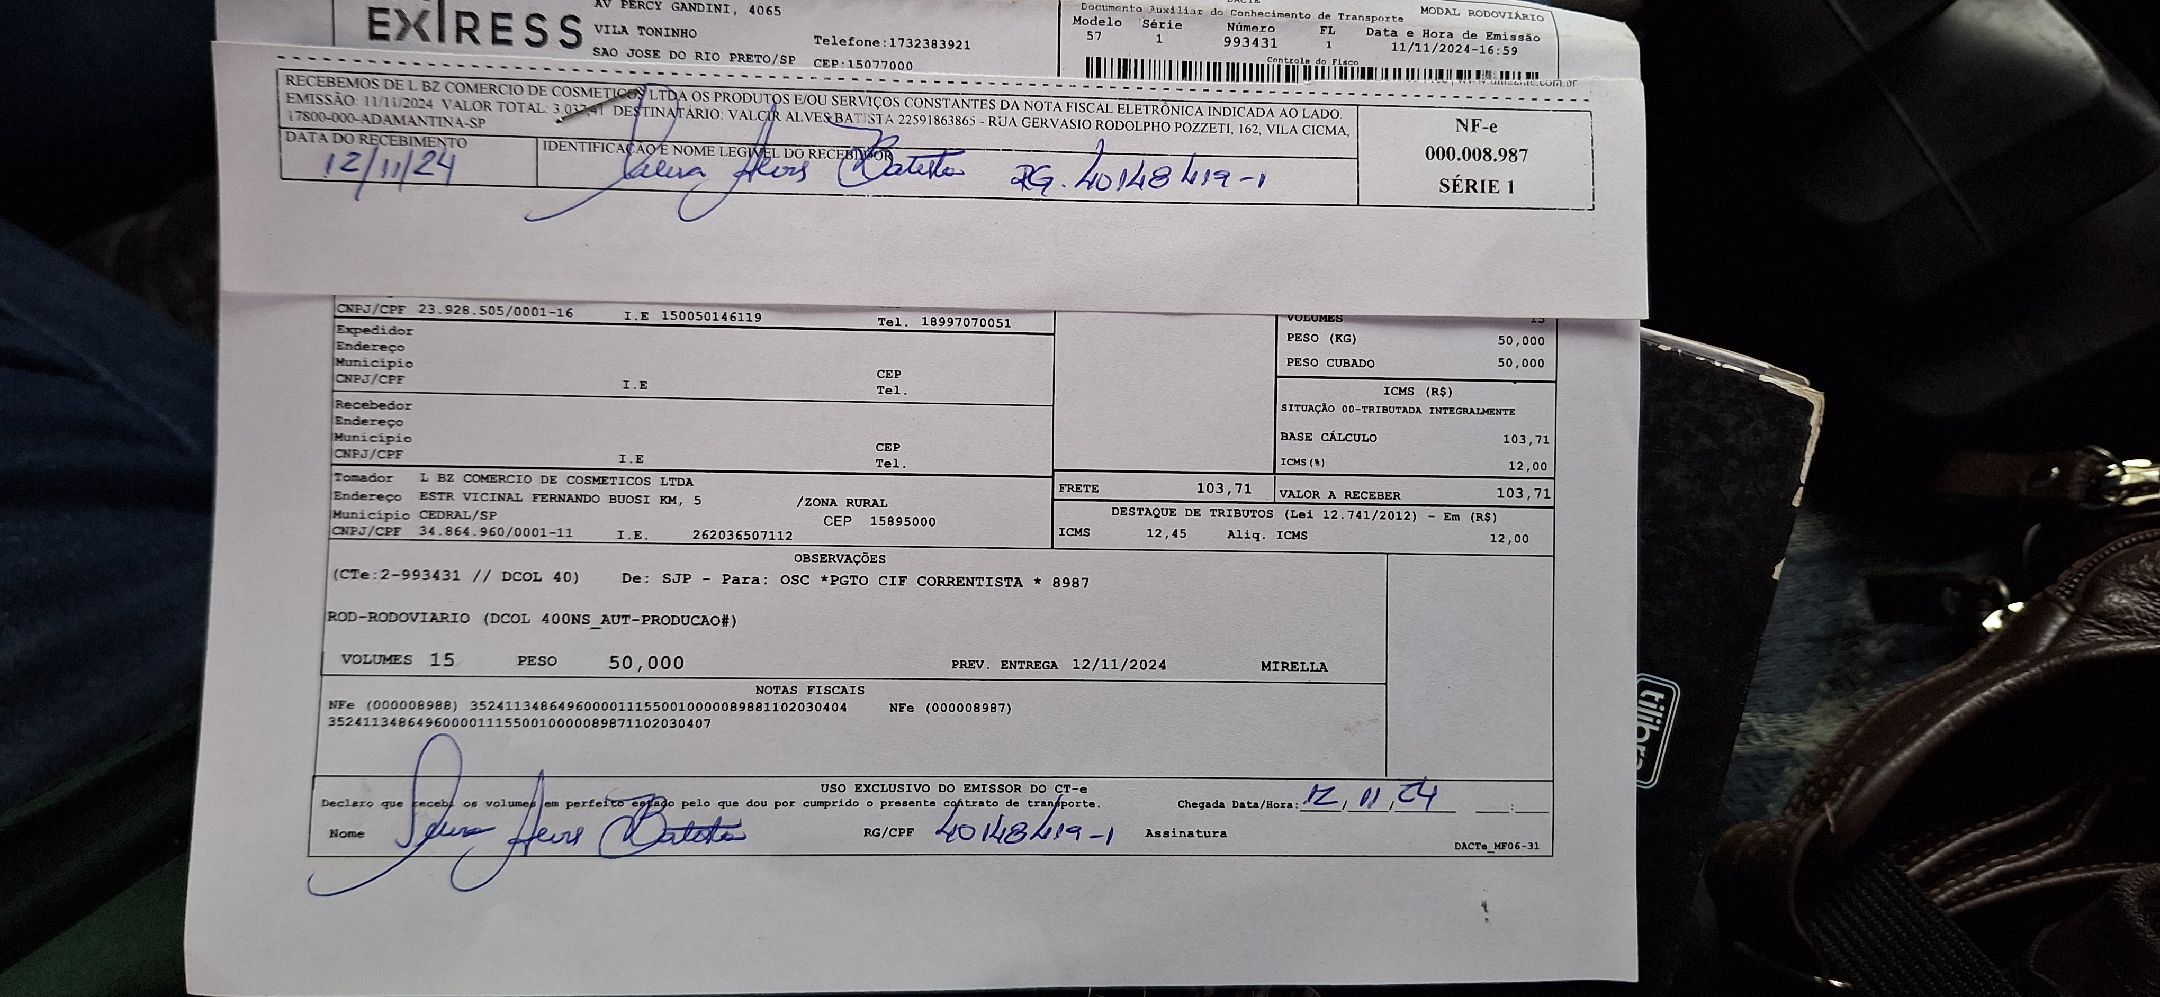 EXPRESS
AV PERCY GANDINI, 4065
VILA TONINHO
SAO JOSE DO RIO PRETO/SP
Telefone:1732383921
CEP:15077000
DACTE
Documento Auxiliar do Conhecimento de Transporte
MODAL RODOVIÁRIO
Modelo Série Número FL Data e Hora de Emissão
57 1 993431 1 11/11/2024-16:59
Controle do Fisco
RECEBEMOS DE L BZ COMERCIO DE COSMETICOS LTDA OS PRODUTOS E/OU SERVIÇOS CONSTANTES DA NOTA FISCAL ELETRÔNICA INDICADA AO LADO.
EMISSÃO: 11/11/2024 VALOR TOTAL: DESTINATÁRIO: VALCIR ALVES BATISTA 22591863865 - RUA GERVASIO RODOLPHO POZZETI, 162, VILA CICMA,
17800-000-ADAMANTINA-SP
DATA DO RECEBIMENTO
12/11/24
IDENTIFICAÇÃO E NOME LEGÍVEL DO RECEBEDOR
Alves Batista RG. 40148419-1
NF-e
000.008.987
SÉRIE 1
CNPJ/CPF 23.928.505/0001-16 I.E 150050146119 Tel. 18997070051
Expedidor
Endereço
Município CEP
CNPJ/CPF I.E Tel.
Recebedor
Endereço
Município CEP
CNPJ/CPF I.E Tel.
Tomador L BZ COMERCIO DE COSMETICOS LTDA
Endereço ESTR VICINAL FERNANDO BUOSI KM, 5 /ZONA RURAL
Município CEDRAL/SP CEP 15895000
CNPJ/CPF 34.864.960/0001-11 I.E. 262036507112
VOLUMES 15
PESO (KG) 50,000
PESO CUBADO 50,000
ICMS (R$)
SITUAÇÃO 00-TRIBUTADA INTEGRALMENTE
BASE CÁLCULO 103,71
ICMS(%) 12,00
FRETE 103,71 VALOR A RECEBER 103,71
DESTAQUE DE TRIBUTOS (Lei 12.741/2012) - Em (R$)
ICMS 12,45 Aliq. ICMS 12,00
OBSERVAÇÕES
(CTe:2-993431 // DCOL 40) De: SJP - Para: OSC *PGTO CIF CORRENTISTA * 8987
ROD-RODOVIARIO (DCOL 400NS_AUT-PRODUCAO#)
VOLUMES 15 PESO 50,000 PREV. ENTREGA 12/11/2024 MIRELLA
NOTAS FISCAIS
NFe (000008988) 35241134864960000111550010000089881102030404 NFe (000008987)
35241134864960000111550010000089871102030407
USO EXCLUSIVO DO EMISSOR DO CT-e
Declaro que recebi os volumes em perfeito estado pelo que dou por cumprido o presente contrato de transporte.
Chegada Data/Hora: 12/11/24 :
Nome Alves Batista RG/CPF 40148419-1 Assinatura
DACTe_MF06-31
tilibra